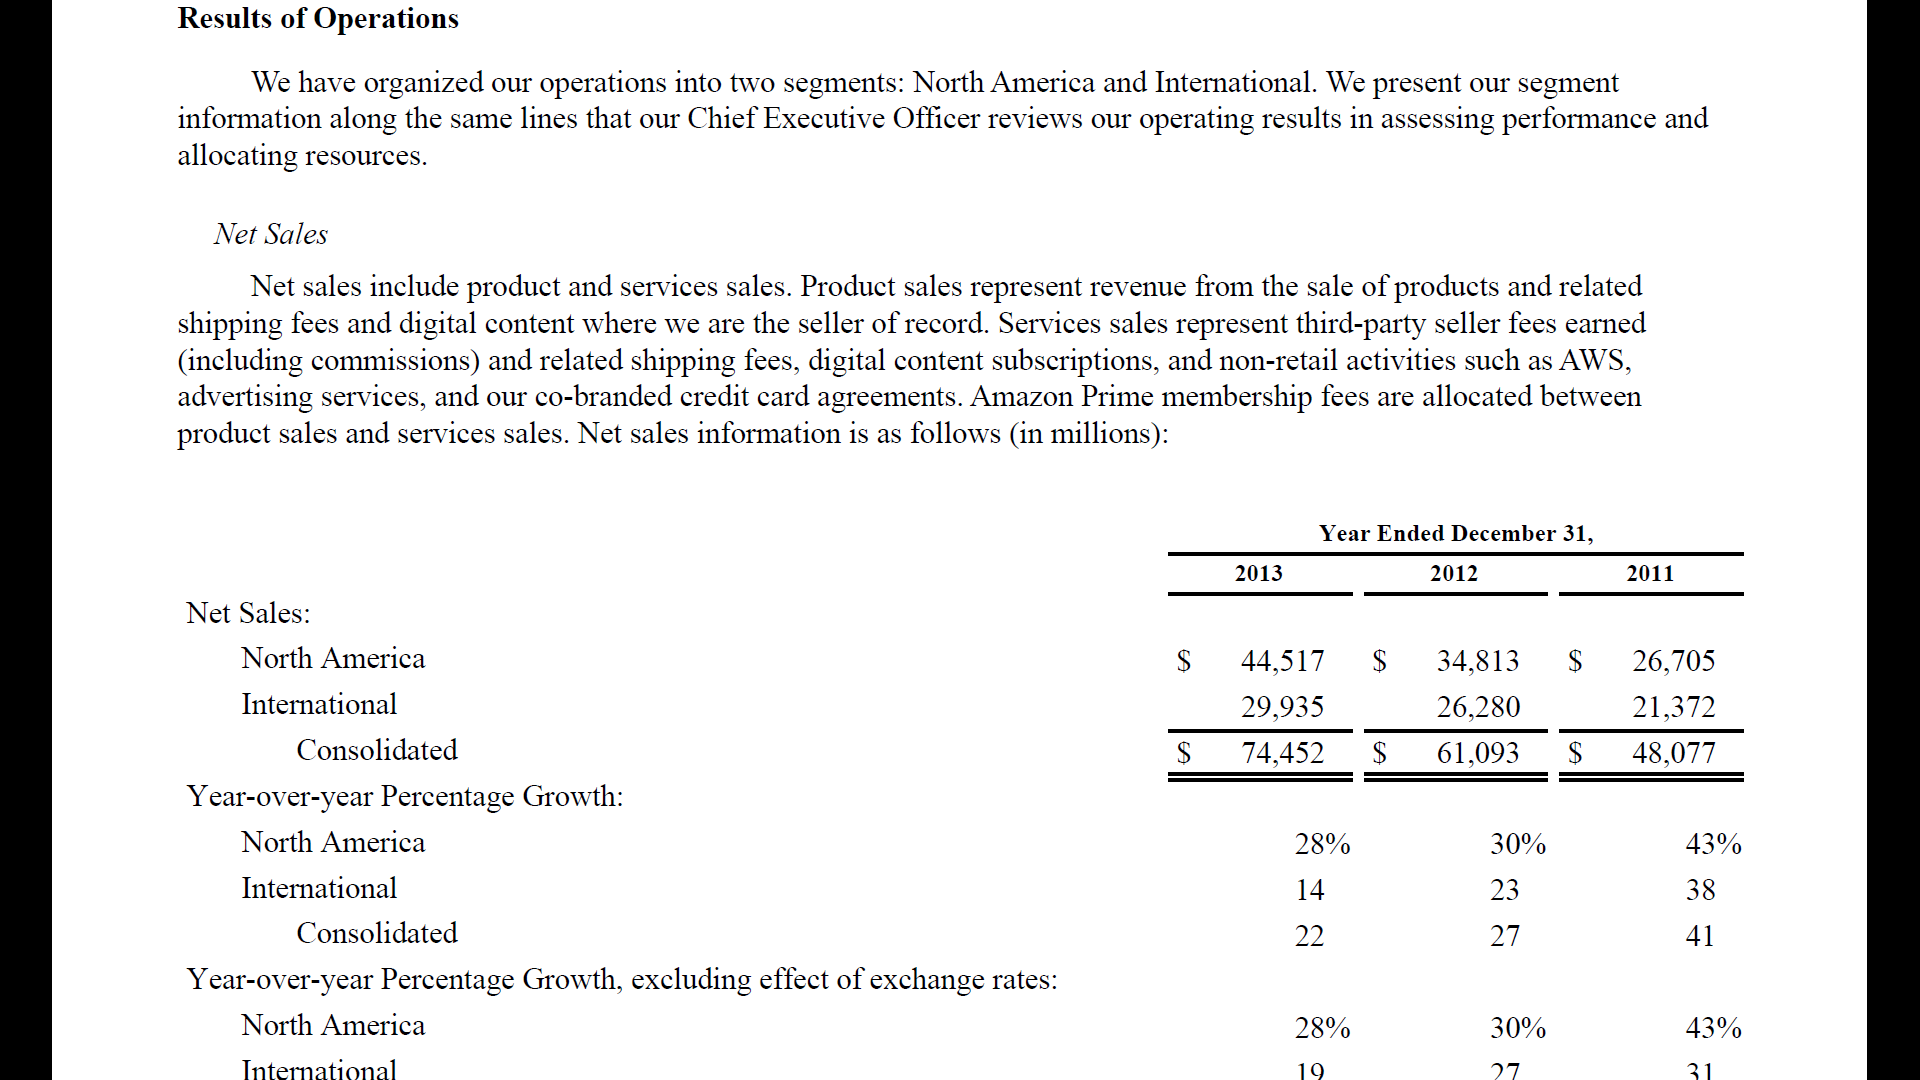 Results of Operations
We have organized our operations into two segments: North America and International. We present our segment
information along the same lines that our Chief Executive Officer reviews our operating results in assessing performance and
allocating resources.
Net Sales
Net sales include product and services sales. Product sales represent revenue from the sale of products and related
shipping fees and digital content where we are the seller of record. Services sales represent third-party seller fees earned
(including commissions) and related shipping fees, digital content subscriptions, and non-retail activities such as AWS,
advertising services, and our co-branded credit card agreements. Amazon Prime membership fees are allocated between
product sales and services sales. Net sales information is as follows (in millions):
Year Ended December 31,
2013 2012 2011
Net Sales:
North America $ 44,517 $ 34,813 $ 26,705
International 29,935 26,280 21,372
Consolidated $ 74,452 $ 61,093 $ 48,077
Year-over-year Percentage Growth:
North America 28% 30% 43%
International 14 23 38
Consolidated 22 27 41
Year-over-year Percentage Growth, excluding effect of exchange rates:
North America 28% 30% 43%
International 19 27 31